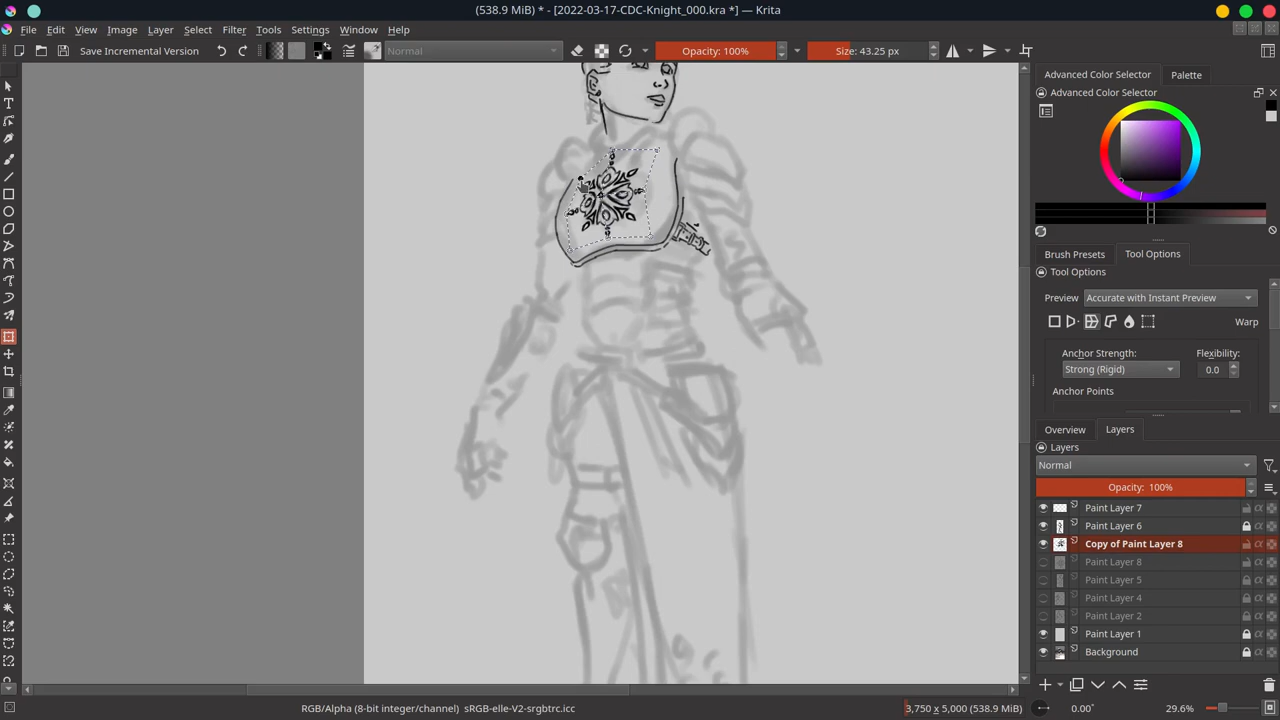 (538.9 MiB) * - [2022-03-17-CDC-Knight_000.kra *] — Krita
File Edit View Image Layer Select Filter Tools Settings Window Help
Save Incremental Version Normal Opacity: 100% Size: 43.25 px
Advanced Color Selector Palette
Advanced Color Selector
Brush Presets Tool Options
Tool Options
Preview Accurate with Instant Preview
Warp
Anchor Strength: Flexibility:
Strong (Rigid) 0.0
Anchor Points
Overview Layers
Layers
Normal
Opacity: 100%
Paint Layer 7
Paint Layer 6
Copy of Paint Layer 8
Paint Layer 8
Paint Layer 5
Paint Layer 4
Paint Layer 2
Paint Layer 1
Background
RGB/Alpha (8-bit integer/channel) sRGB-elle-V2-srgbtrc.icc 3,750 x 5,000 (538.9 MiB) 0.00° 29.6%